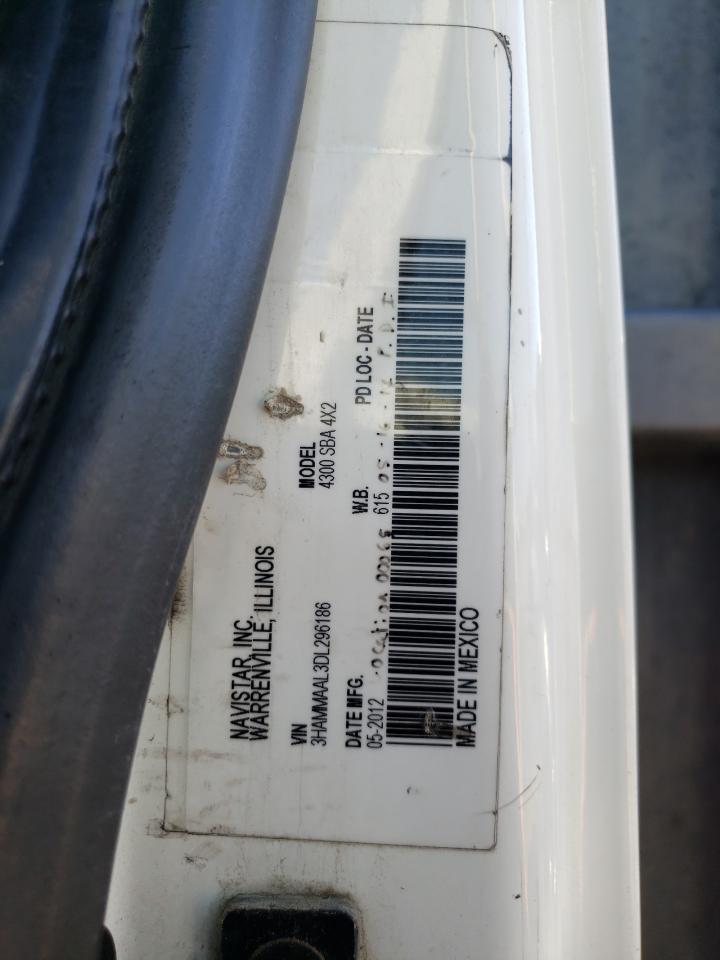 NAVISTAR, INC.
WARRENVILLE, ILLINOIS
VIN MODEL
3HAMMAAL3DL296186 4300 SBA 4X2
DATE MFG. W.B. PD LOC - DATE
05-2012 615
MADE IN MEXICO